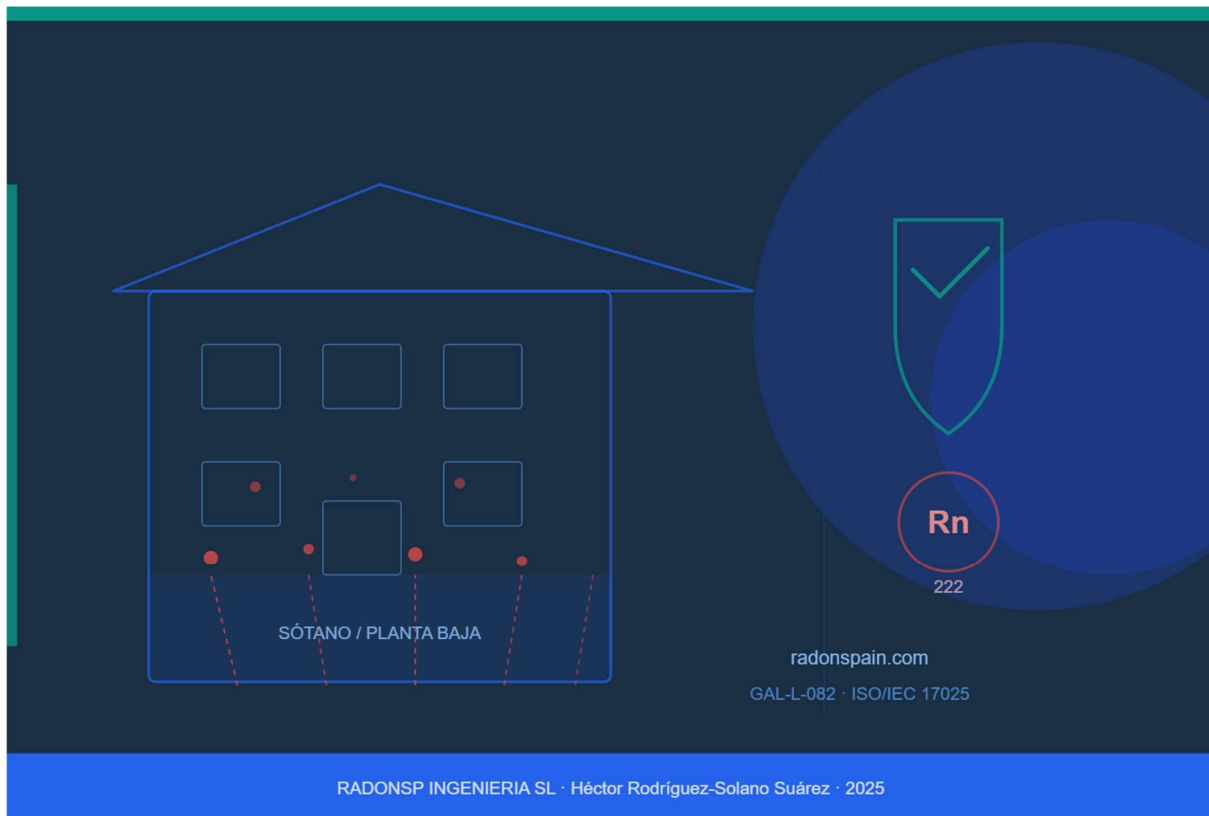 Rn
222
SÓTANO / PLANTA BAJA
radonspain.com
GAL-L-082 · ISO/IEC 17025
RADONSP INGENIERIA SL · Héctor Rodríguez-Solano Suárez · 2025